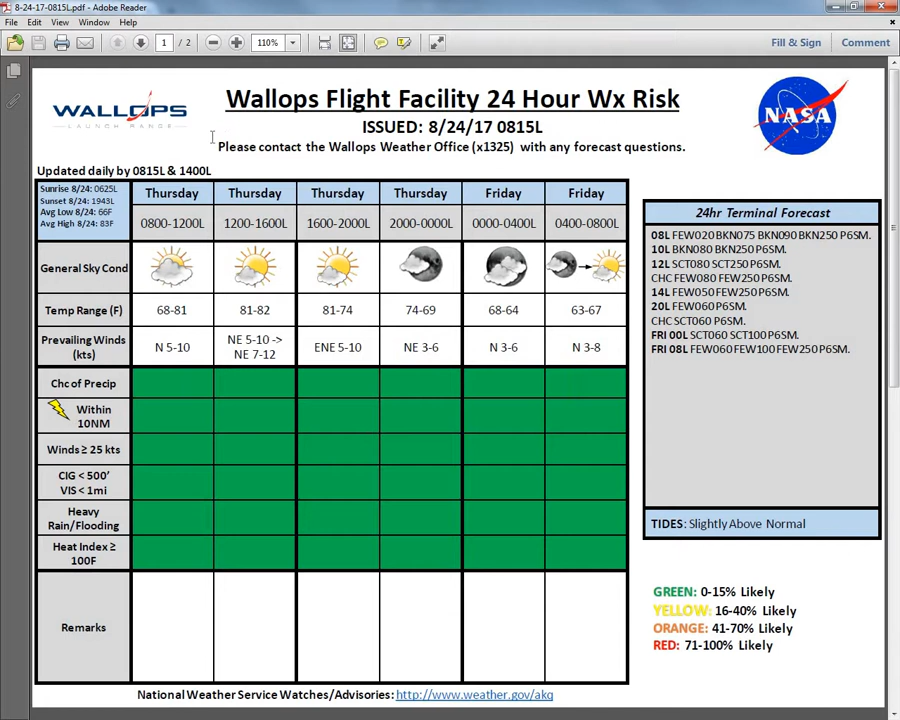 8-24-17-0815L.pdf - Adobe Reader
File Edit View Window Help
1 / 2 110% Fill & Sign Comment
WALLOPS
LAUNCH RANGE
Wallops Flight Facility 24 Hour Wx Risk
ISSUED: 8/24/17 0815L
Please contact the Wallops Weather Office (x1325) with any forecast questions.
NASA
Updated daily by 0815L & 1400L
Sunrise 8/24: 0625L
Sunset 8/24: 1943L
Avg Low 8/24: 66F
Avg High 8/24: 83F
Thursday Thursday Thursday Thursday Friday Friday
0800-1200L 1200-1600L 1600-2000L 2000-0000L 0000-0400L 0400-0800L
General Sky Cond
Temp Range (F) 68-81 81-82 81-74 74-69 68-64 63-67
Prevailing Winds (kts) N 5-10 NE 5-10 -> NE 7-12 ENE 5-10 NE 3-6 N 3-6 N 3-8
Chc of Precip
Within
10NM
Winds ≥ 25 kts
CIG < 500’
VIS < 1mi
Heavy
Rain/Flooding
Heat Index ≥
100F
Remarks
24hr Terminal Forecast
08L FEW020 BKN075 BKN090 BKN250 P6SM.
10L BKN080 BKN250 P6SM.
12L SCT080 SCT250 P6SM.
CHC FEW080 FEW250 P6SM.
14L FEW050 FEW250 P6SM.
20L FEW060 P6SM.
CHC SCT060 P6SM.
FRI 00L SCT060 SCT100 P6SM.
FRI 08L FEW060 FEW100 FEW250 P6SM.
TIDES: Slightly Above Normal
GREEN: 0-15% Likely
YELLOW: 16-40% Likely
ORANGE: 41-70% Likely
RED: 71-100% Likely
National Weather Service Watches/Advisories: http://www.weather.gov/akq